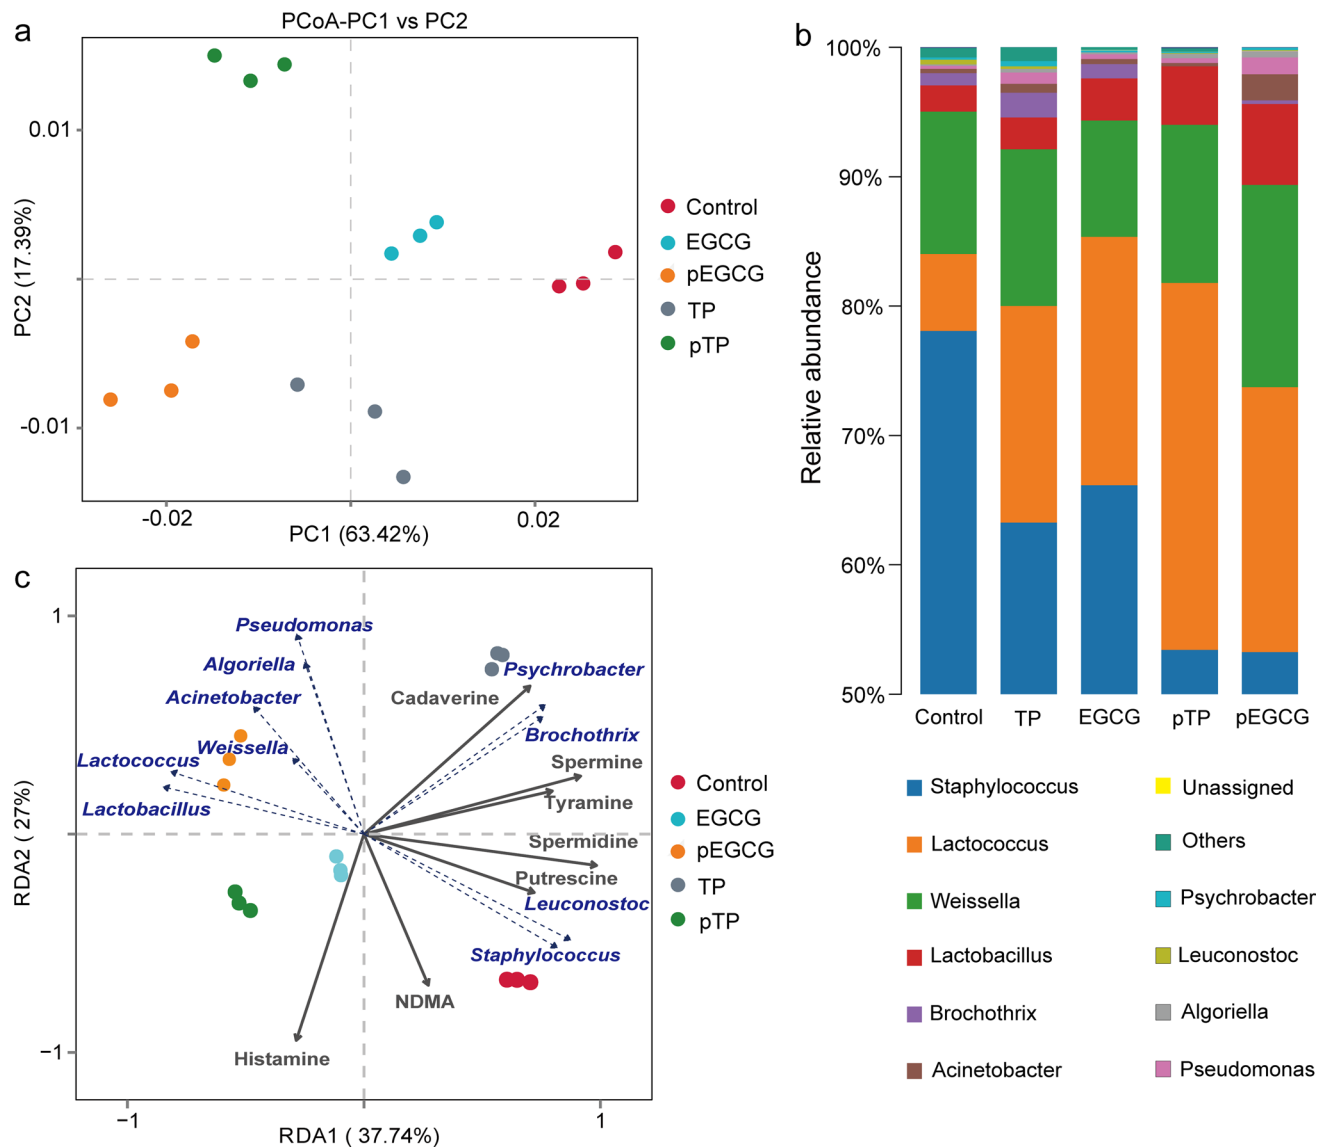 a
PCoA-PC1 vs PC2
0.01
-0.01
PC2 (17.39%)
-0.02
0.02
PC1 (63.42%)
Control
EGCG
pEGCG
TP
pTP
b
100%
90%
80%
70%
60%
50%
Relative abundance
Control
TP
EGCG
pTP
pEGCG
Staphylococcus
Lactococcus
Weissella
Lactobacillus
Brochothrix
Acinetobacter
Unassigned
Others
Psychrobacter
Leuconostoc
Algoriella
Pseudomonas
c
1
−1
RDA2 ( 27%)
−1
1
RDA1 ( 37.74%)
Pseudomonas
Algoriella
Acinetobacter
Weissella
Lactococcus
Lactobacillus
Psychrobacter
Cadaverine
Brochothrix
Spermine
Tyramine
Spermidine
Putrescine
Leuconostoc
Staphylococcus
NDMA
Histamine
Control
EGCG
pEGCG
TP
pTP